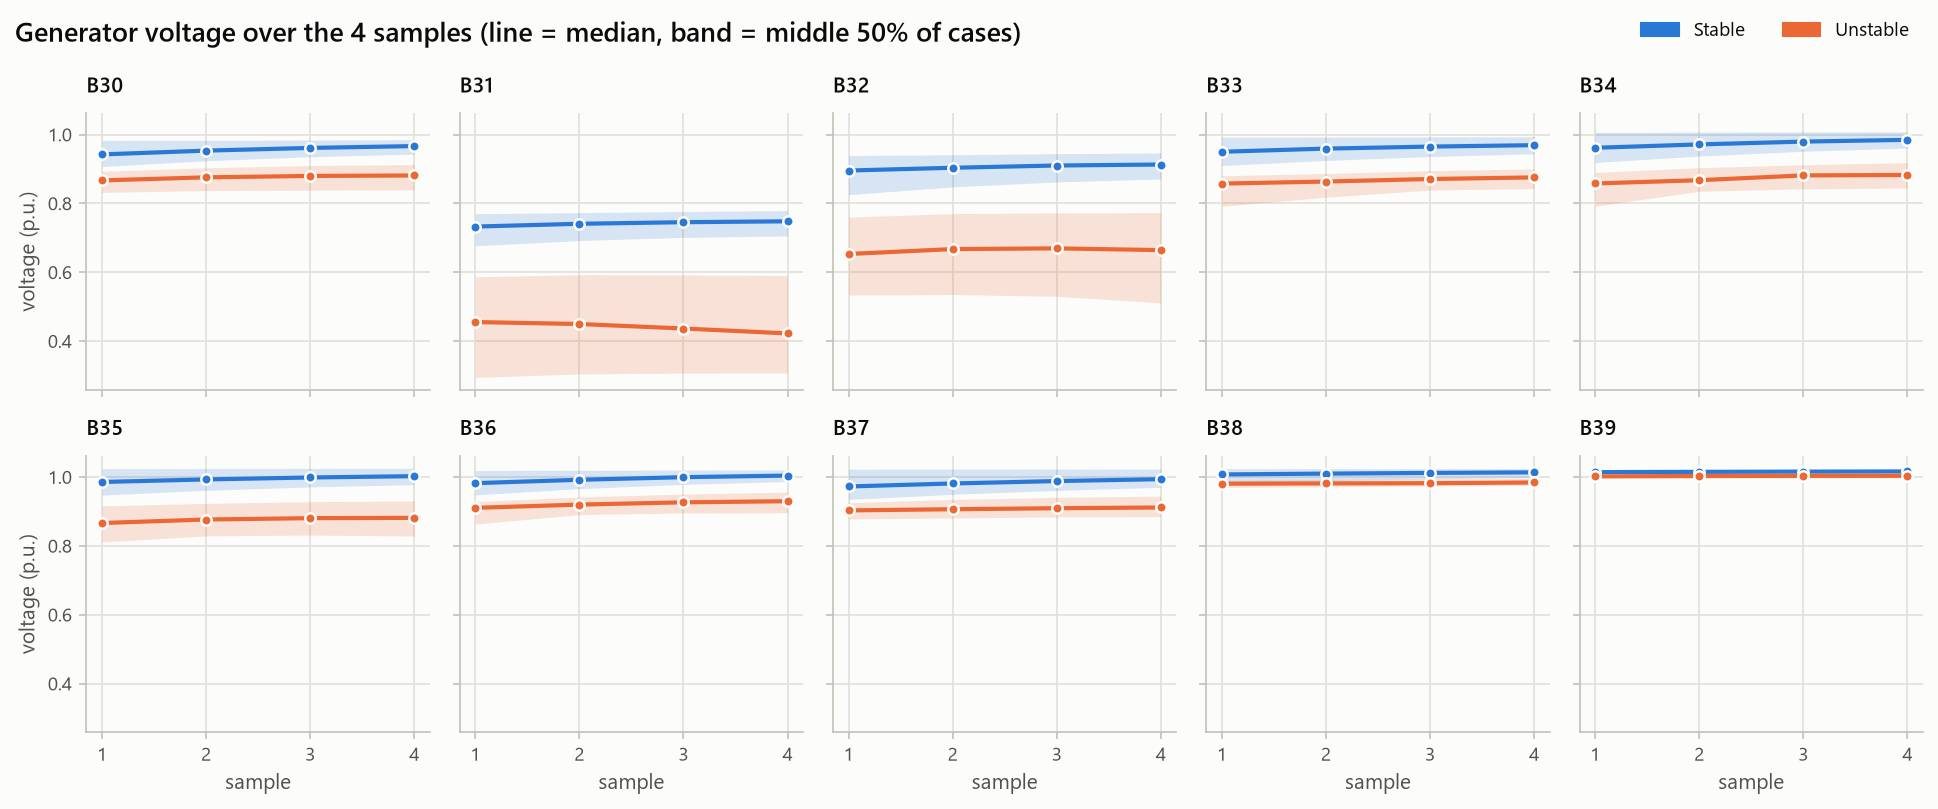 Generator voltage over the 4 samples (line = median, band = middle 50% of cases)
Stable Unstable
B30 B31 B32 B33 B34
1.0
0.8
0.6
0.4
voltage (p.u.)
B35 B36 B37 B38 B39
1.0
0.8
0.6
0.4
voltage (p.u.)
1 2 3 4 1 2 3 4 1 2 3 4 1 2 3 4 1 2 3 4
sample sample sample sample sample